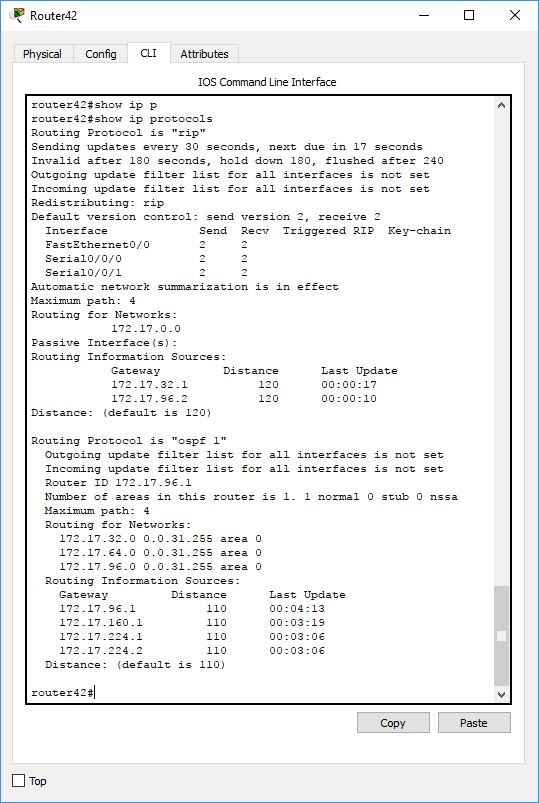 Router42
Physical Config CLI Attributes
IOS Command Line Interface
router42#show ip p
router42#show ip protocols
Routing Protocol is "rip"
Sending updates every 30 seconds, next due in 17 seconds
Invalid after 180 seconds, hold down 180, flushed after 240
Outgoing update filter list for all interfaces is not set
Incoming update filter list for all interfaces is not set
Redistributing: rip
Default version control: send version 2, receive 2
  Interface             Send  Recv  Triggered RIP  Key-chain
  FastEthernet0/0       2     2
  Serial0/0/0           2     2
  Serial0/0/1           2     2
Automatic network summarization is in effect
Maximum path: 4
Routing for Networks:
            172.17.0.0
Passive Interface(s):
Routing Information Sources:
            Gateway         Distance      Last Update
            172.17.32.1          120      00:00:17
            172.17.96.2          120      00:00:10
Distance: (default is 120)
Routing Protocol is "ospf 1"
  Outgoing update filter list for all interfaces is not set
  Incoming update filter list for all interfaces is not set
  Router ID 172.17.96.1
  Number of areas in this router is 1. 1 normal 0 stub 0 nssa
  Maximum path: 4
  Routing for Networks:
    172.17.32.0 0.0.31.255 area 0
    172.17.64.0 0.0.31.255 area 0
    172.17.96.0 0.0.31.255 area 0
  Routing Information Sources:
    Gateway         Distance      Last Update
    172.17.96.1          110      00:04:13
    172.17.160.1         110      00:03:19
    172.17.224.1         110      00:03:06
    172.17.224.2         110      00:03:06
  Distance: (default is 110)
router42#
Copy Paste
Top